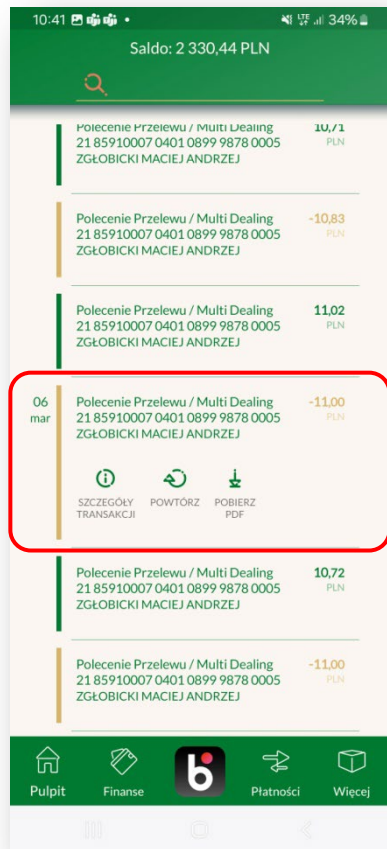 10:41
LTE
34%
Saldo: 2 330,44 PLN
Polecenie Przelewu / Multi Dealing
10,71
21 85910007 0401 0899 9878 0005
PLN
ZGŁOBICKI MACIEJ ANDRZEJ
Polecenie Przelewu / Multi Dealing
-10,83
21 85910007 0401 0899 9878 0005
PLN
ZGŁOBICKI MACIEJ ANDRZEJ
Polecenie Przelewu / Multi Dealing
11,02
21 85910007 0401 0899 9878 0005
PLN
ZGŁOBICKI MACIEJ ANDRZEJ
06
mar
Polecenie Przelewu / Multi Dealing
-11,00
21 85910007 0401 0899 9878 0005
PLN
ZGŁOBICKI MACIEJ ANDRZEJ
SZCZEGÓŁY
TRANSAKCJI
POWTÓRZ
POBIERZ
PDF
Polecenie Przelewu / Multi Dealing
10,72
21 85910007 0401 0899 9878 0005
PLN
ZGŁOBICKI MACIEJ ANDRZEJ
Polecenie Przelewu / Multi Dealing
-11,00
21 85910007 0401 0899 9878 0005
PLN
ZGŁOBICKI MACIEJ ANDRZEJ
b
Pulpit
Finanse
Płatności
Więcej